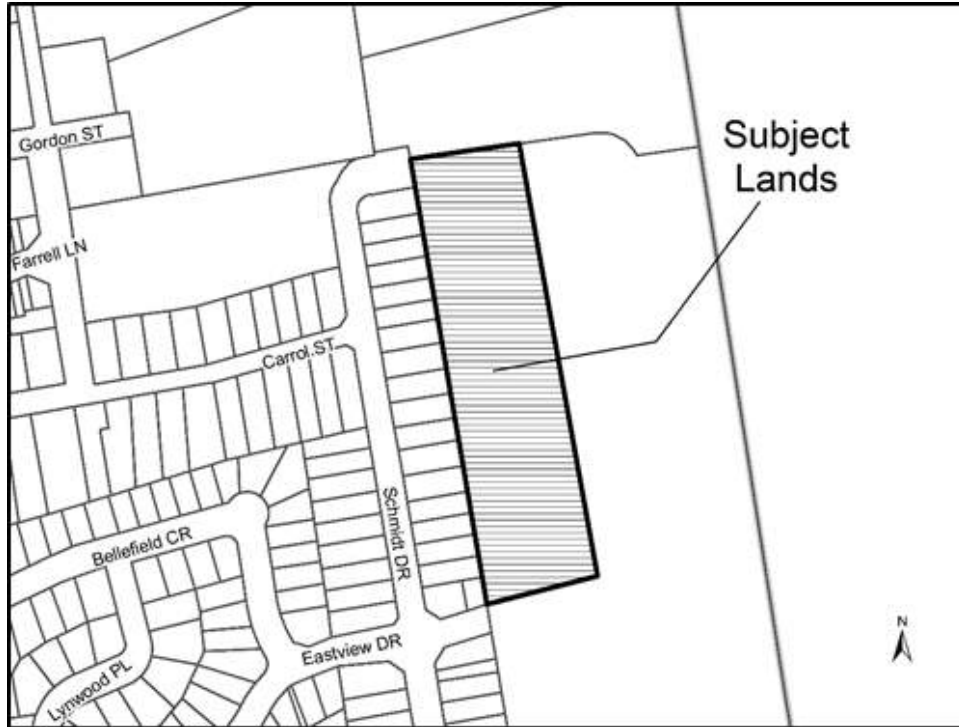 Gordon ST
Subject
Lands
Farrell LN
Carrol ST
Schmidt DR
Bellefield CR
Eastview DR
Lynwood PL
N